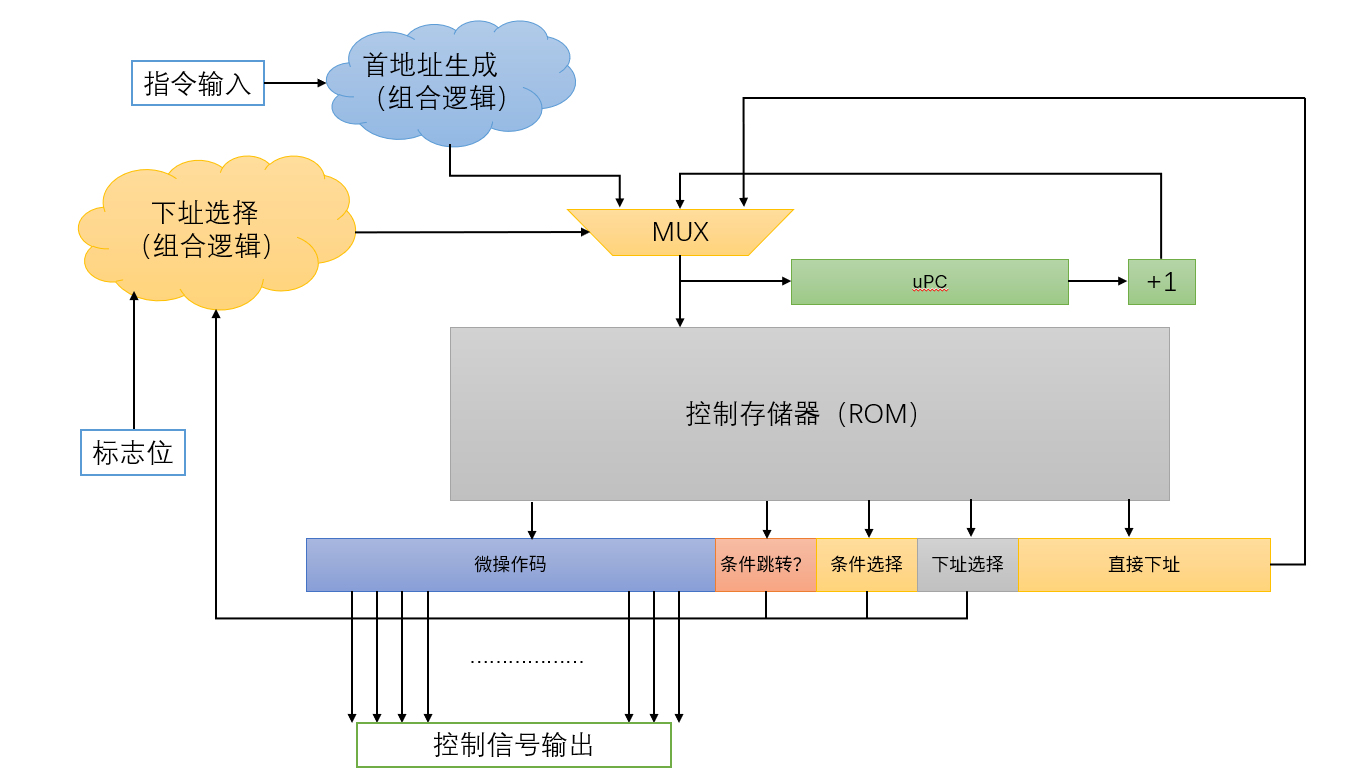 首地址生成
（组合逻辑）
指令输入
下址选择
（组合逻辑）
MUX
uPC
+1
控制存储器（ROM）
标志位
微操作码
条件跳转？
条件选择
下址选择
直接下址
………………
控制信号输出